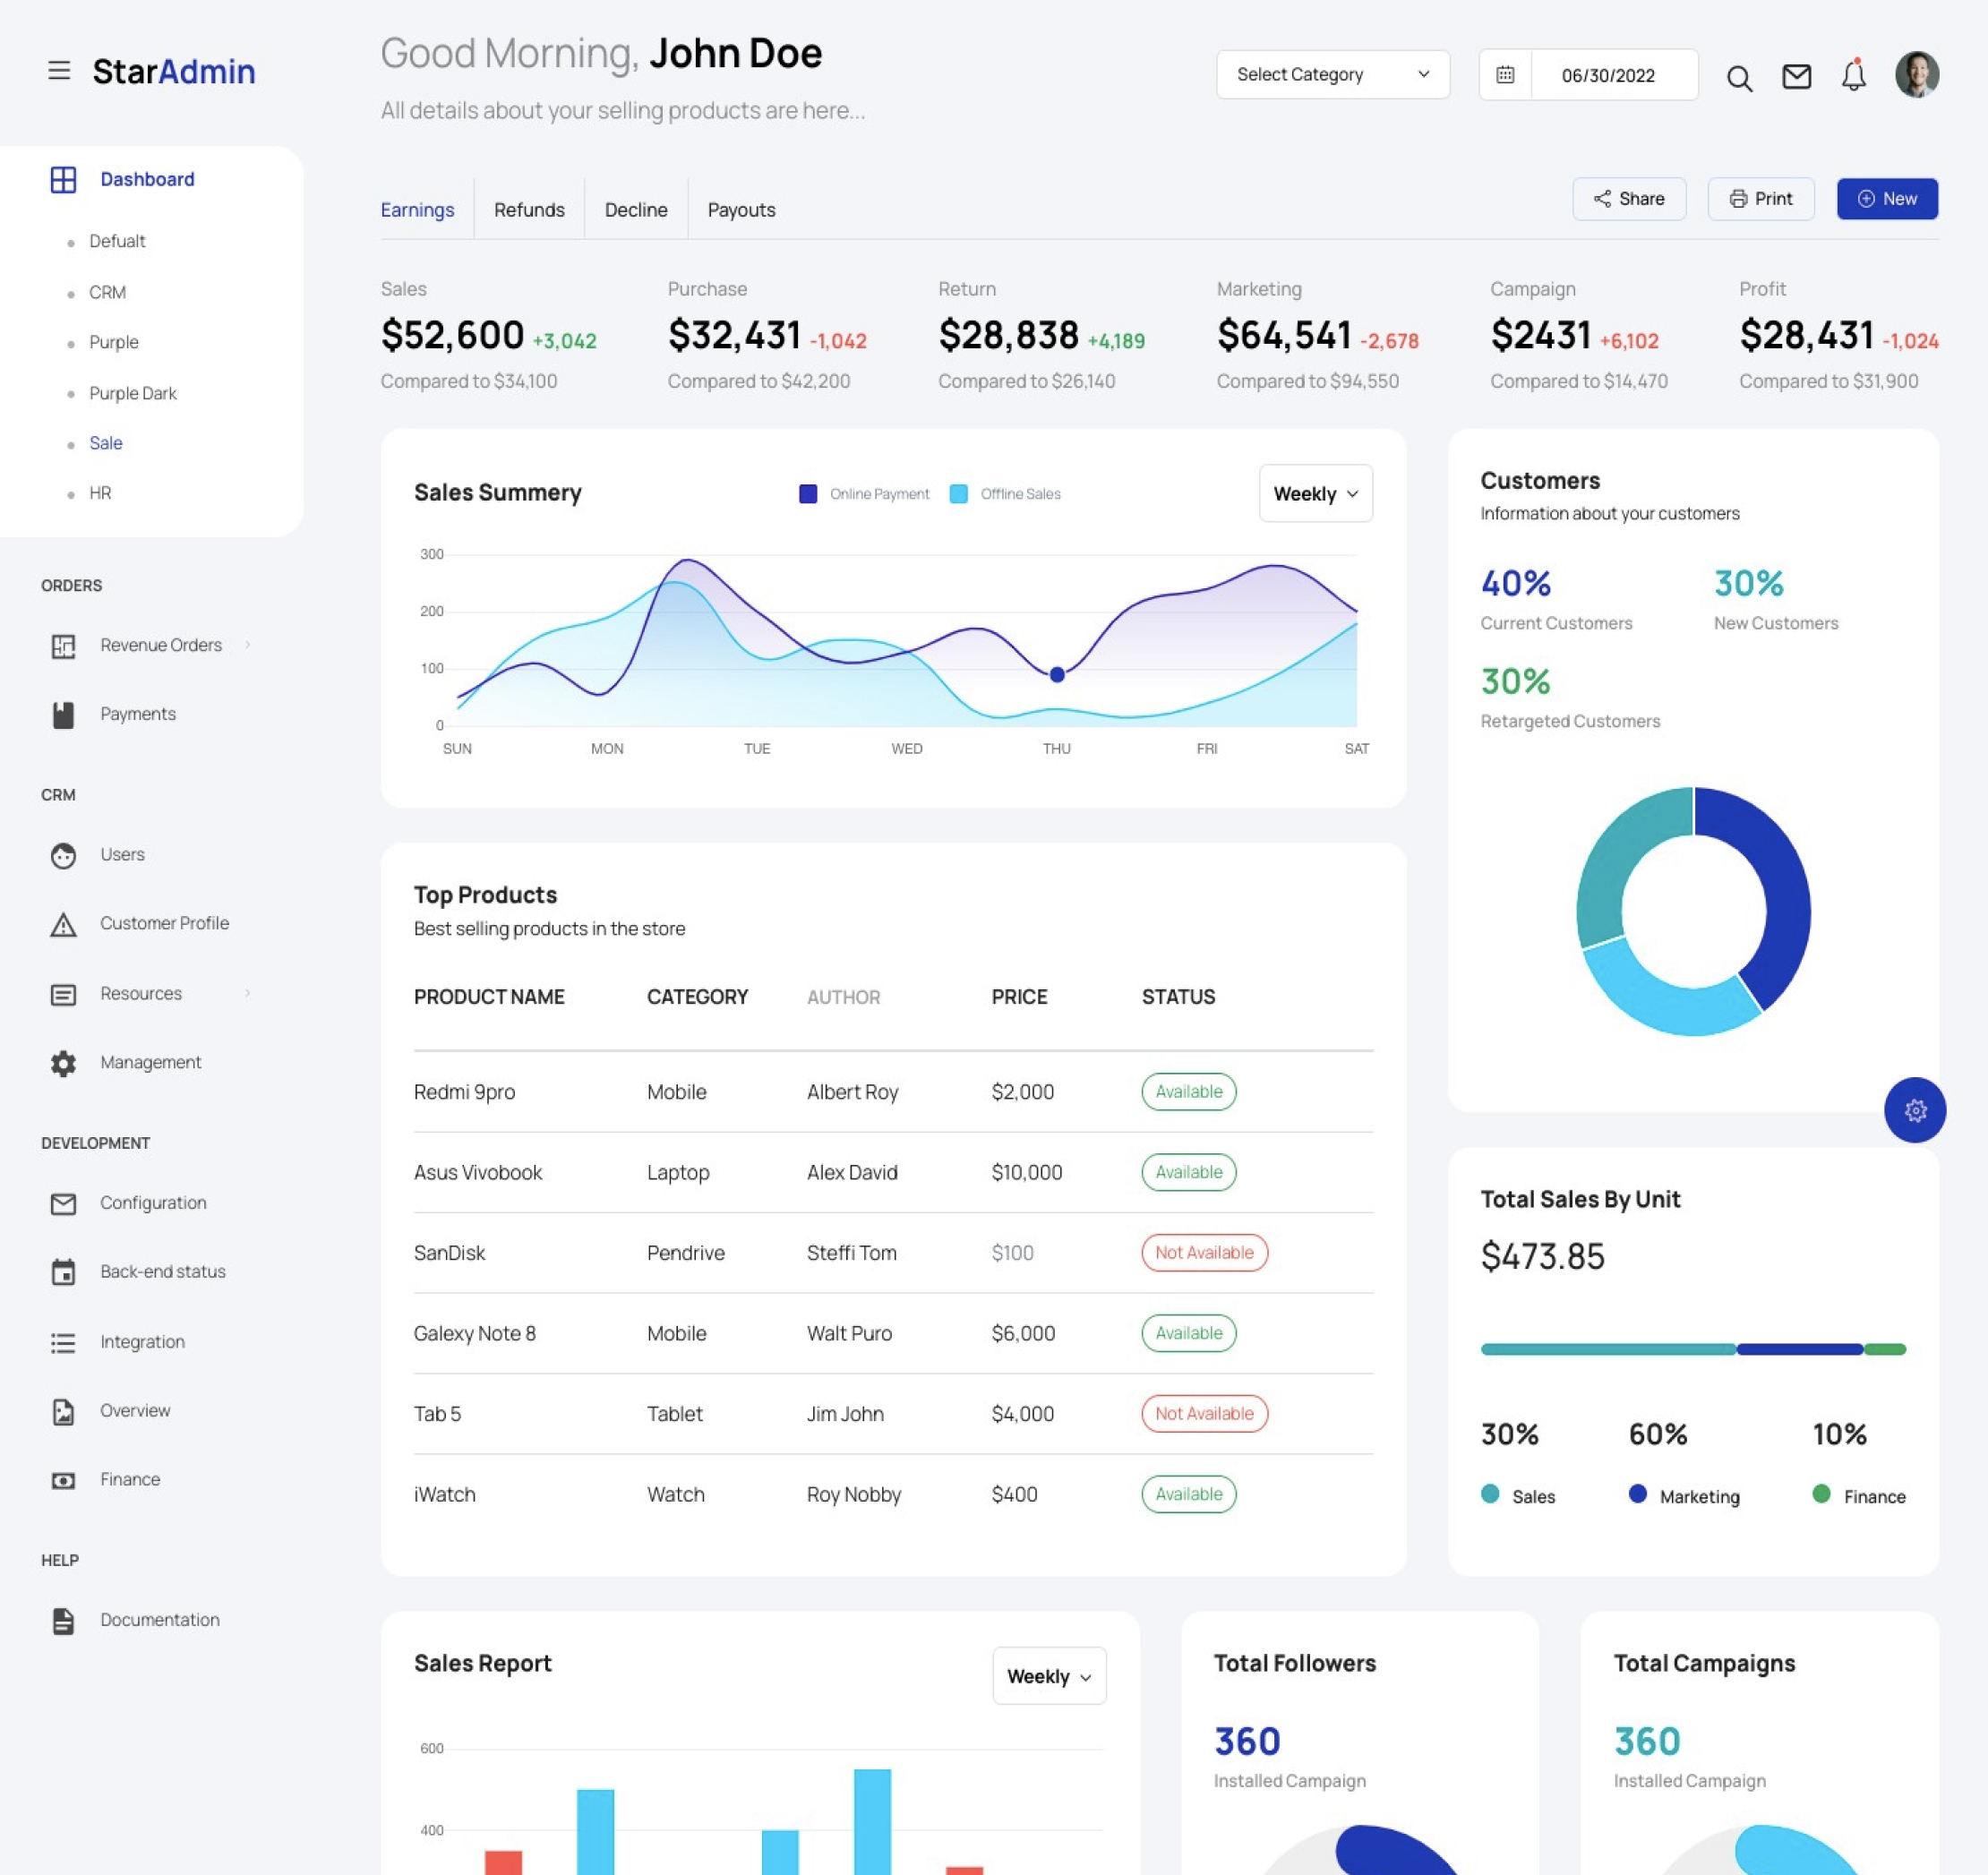 StarAdmin
Good Morning, John Doe
All details about your selling products are here...
Select Category
06/30/2022
Dashboard
Defualt
CRM
Purple
Purple Dark
Sale
HR
ORDERS
Revenue Orders
Payments
CRM
Users
Customer Profile
Resources
Management
DEVELOPMENT
Configuration
Back-end status
Integration
Overview
Finance
HELP
Documentation
Earnings Refunds Decline Payouts
Share Print New
Sales Purchase Return Marketing Campaign Profit
$52,600 +3,042 $32,431 -1,042 $28,838 +4,189 $64,541 -2,678 $2431 +6,102 $28,431 -1,024
Compared to $34,100 Compared to $42,200 Compared to $26,140 Compared to $94,550 Compared to $14,470 Compared to $31,900
Sales Summery
Online Payment Offline Sales
Weekly
300
200
100
0
SUN MON TUE WED THU FRI SAT
Customers
Information about your customers
40% 30%
Current Customers New Customers
30%
Retargeted Customers
Top Products
Best selling products in the store
PRODUCT NAME CATEGORY AUTHOR PRICE STATUS
Redmi 9pro Mobile Albert Roy $2,000 Available
Asus Vivobook Laptop Alex David $10,000 Available
SanDisk Pendrive Steffi Tom $100 Not Available
Galexy Note 8 Mobile Walt Puro $6,000 Available
Tab 5 Tablet Jim John $4,000 Not Available
iWatch Watch Roy Nobby $400 Available
Total Sales By Unit
$473.85
30% 60% 10%
Sales Marketing Finance
Sales Report
Weekly
600
400
Total Followers
360
Installed Campaign
Total Campaigns
360
Installed Campaign